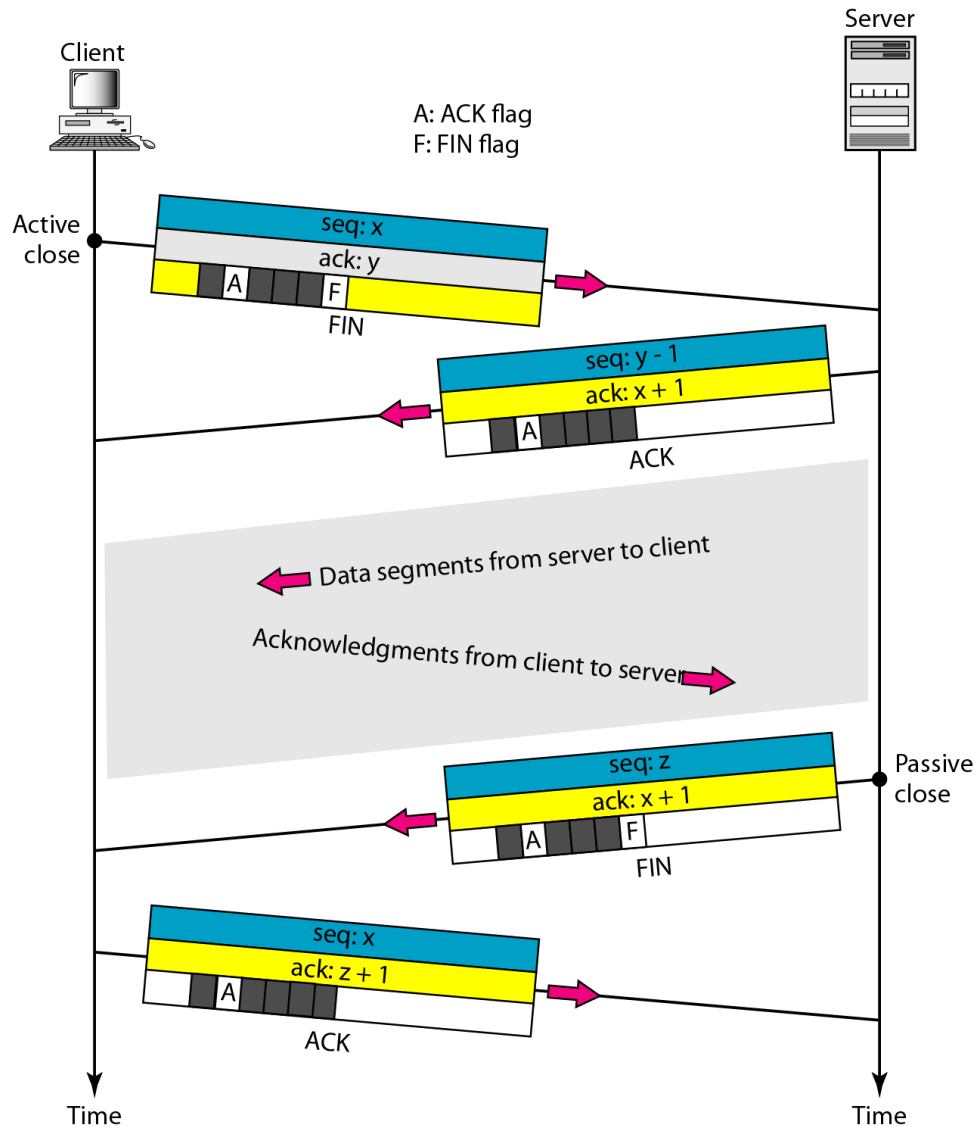 Server
Client
A: ACK flag
F: FIN flag
Active
close
seq: x
ack: y
A F
FIN
seq: y - 1
ack: x + 1
A
ACK
Data segments from server to client
Acknowledgments from client to server
Passive
close
seq: z
ack: x + 1
A F
FIN
seq: x
ack: z + 1
A
ACK
Time
Time